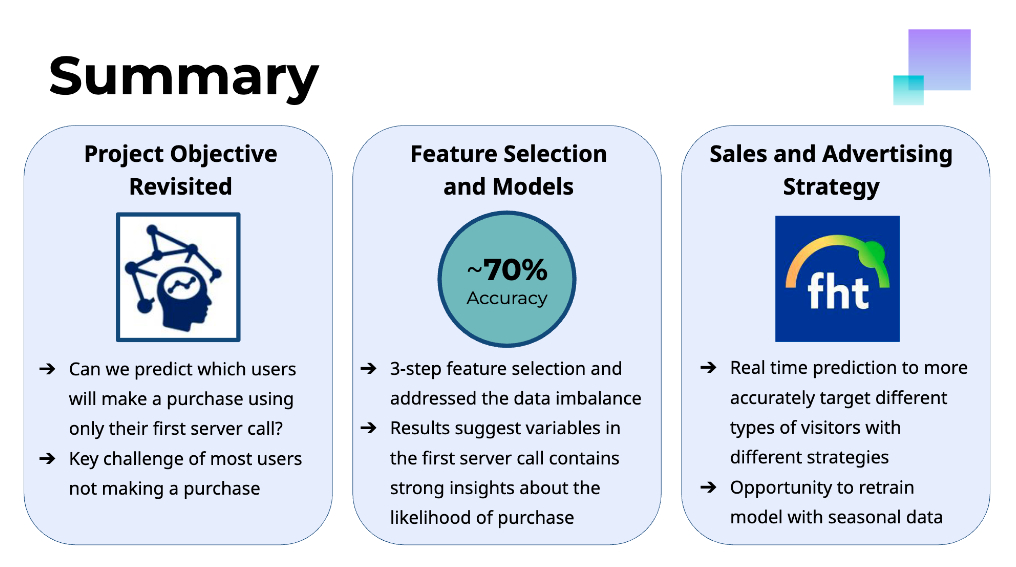 Summary
Project Objective
Revisited
➔ Can we predict which users
will make a purchase using
only their first server call?
➔ Key challenge of most users
not making a purchase
Feature Selection
and Models
~70%
Accuracy
➔ 3-step feature selection and
addressed the data imbalance
➔ Results suggest variables in
the first server call contains
strong insights about the
likelihood of purchase
Sales and Advertising
Strategy
fht
➔ Real time prediction to more
accurately target different
types of visitors with
different strategies
➔ Opportunity to retrain
model with seasonal data